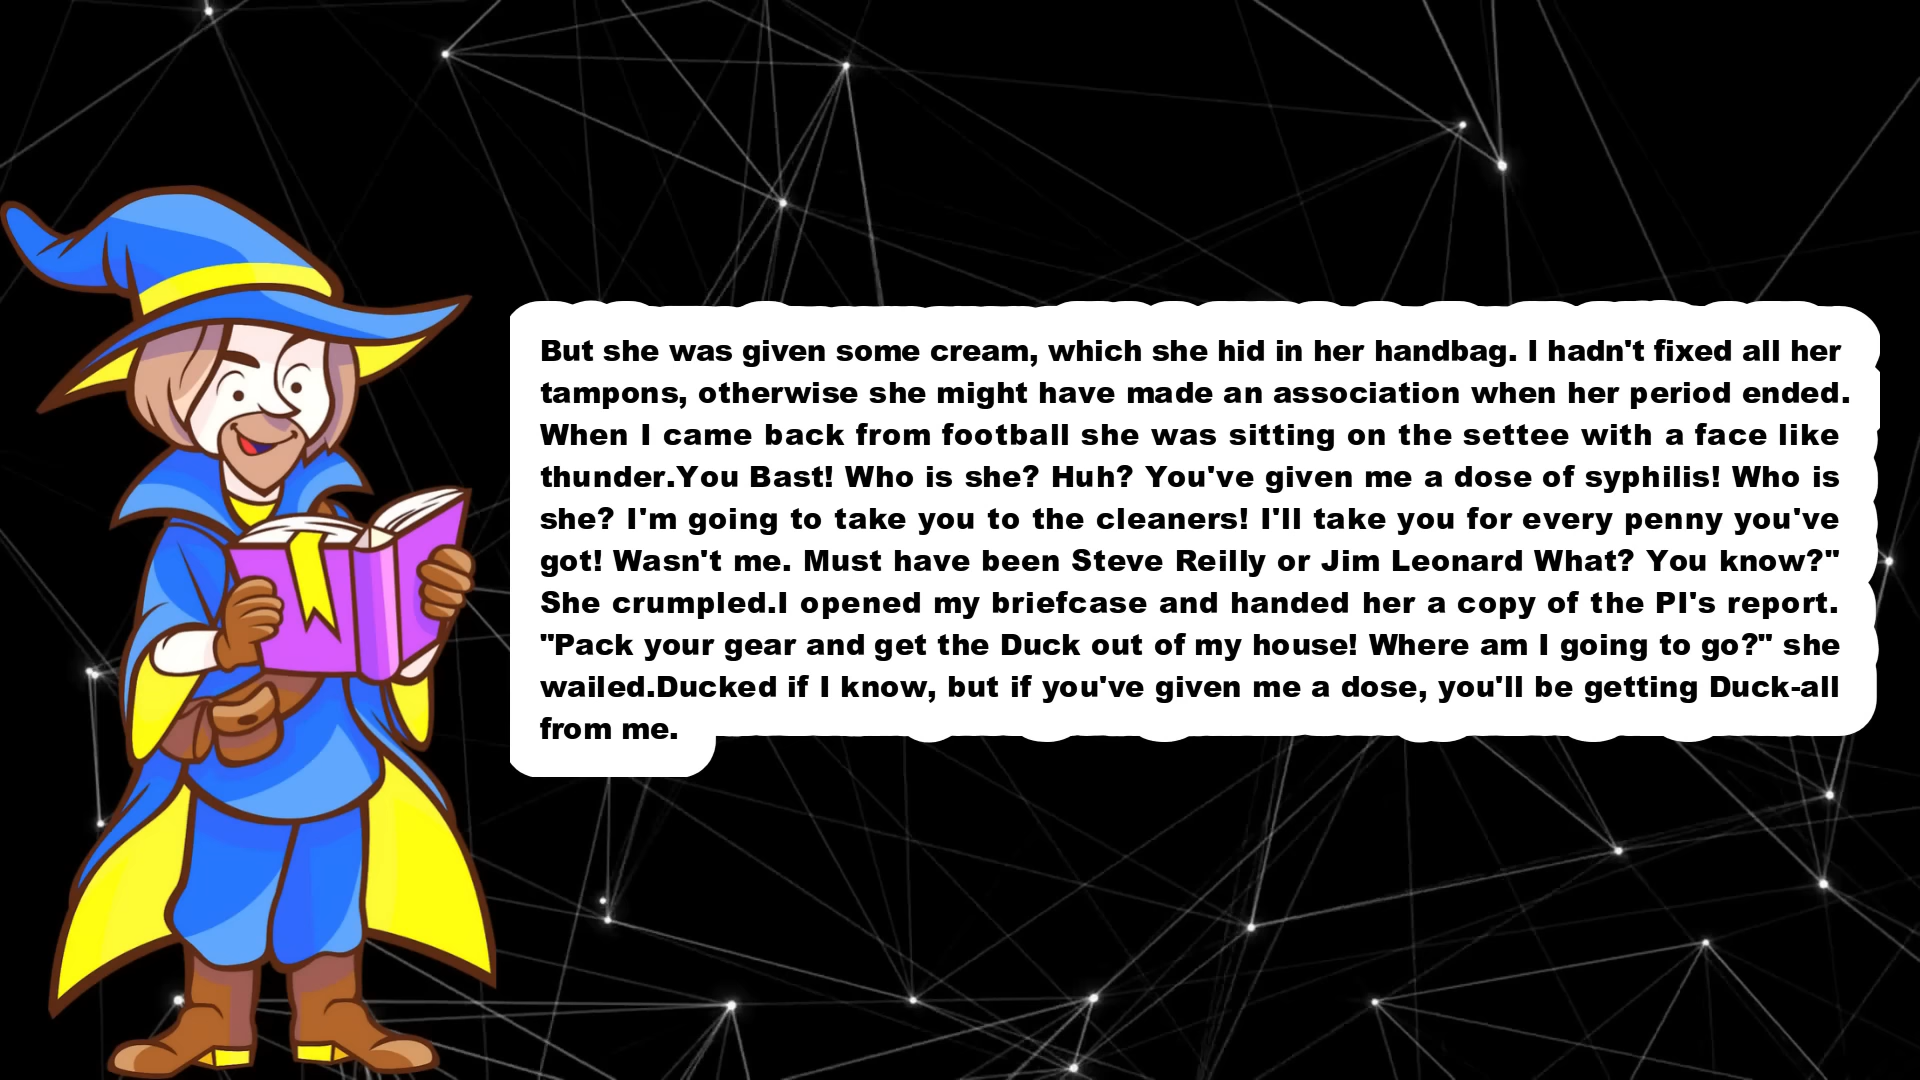 But she was given some cream, which she hid in her handbag. I hadn't fixed all her
tampons, otherwise she might have made an association when her period ended.
When I came back from football she was sitting on the settee with a face like
thunder.You Bast! Who is she? Huh? You've given me a dose of syphilis! Who is
she? I'm going to take you to the cleaners! I'll take you for every penny you've
got! Wasn't me. Must have been Steve Reilly or Jim Leonard What? You know?"
She crumpled.I opened my briefcase and handed her a copy of the PI's report.
"Pack your gear and get the Duck out of my house! Where am I going to go?" she
wailed.Ducked if I know, but if you've given me a dose, you'll be getting Duck-all
from me.